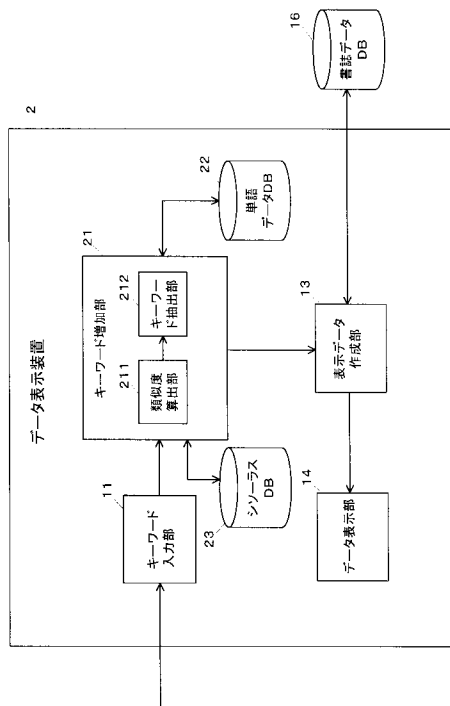 2
データ表示装置
11
キーワード
入力部
21
キーワード増加部
211
類似度
算出部
212
キーワー
ド抽出部
22
単語
データDB
23
シソーラス
DB
13
表示データ
作成部
14
データ表示部
16
書誌データ
DB